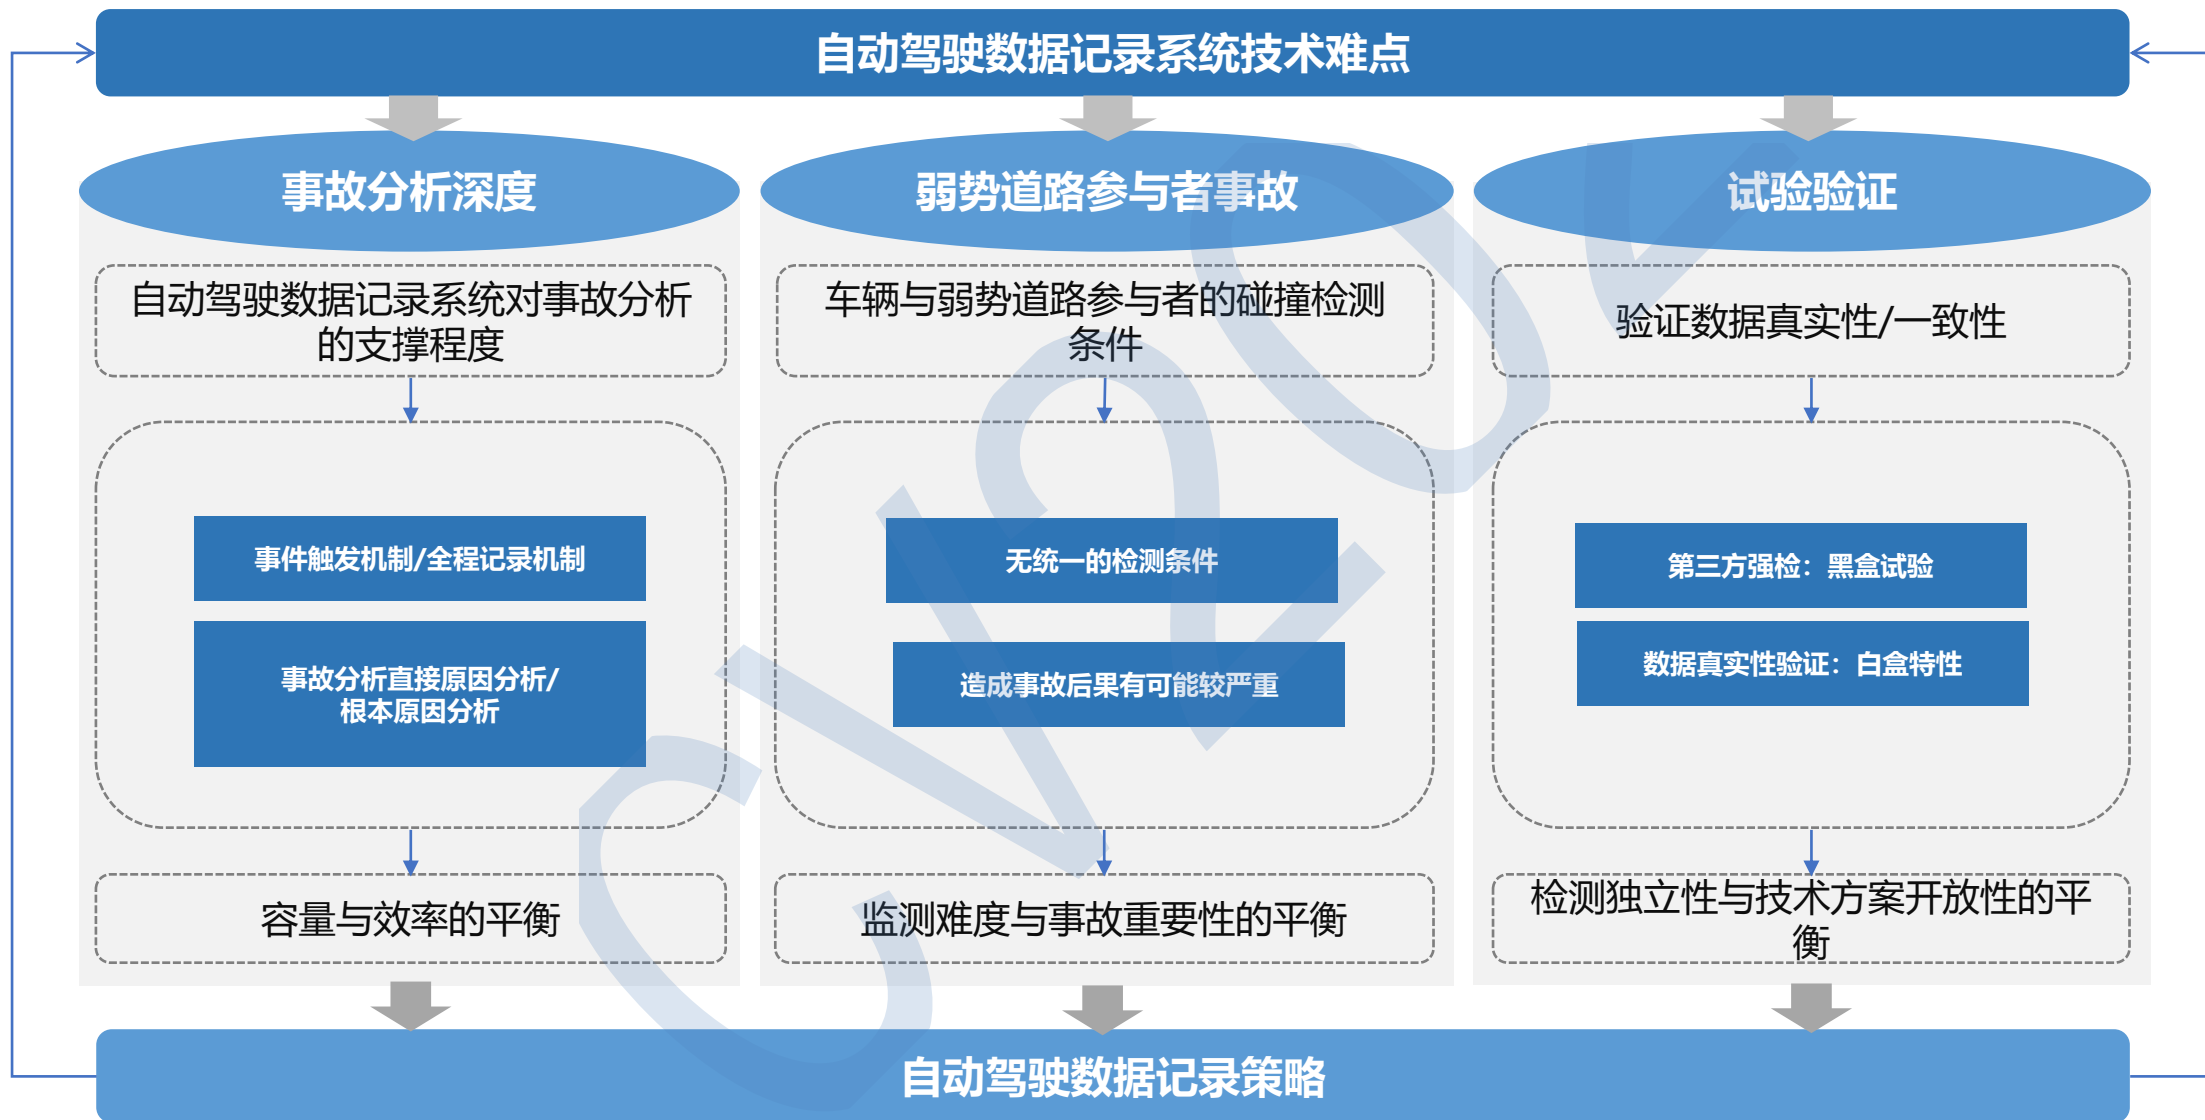 自动驾驶数据记录系统技术难点
事故分析深度
自动驾驶数据记录系统对事故分析
的支撑程度
事件触发机制/全程记录机制
事故分析直接原因分析/
根本原因分析
容量与效率的平衡
弱势道路参与者事故
车辆与弱势道路参与者的碰撞检测
条件
无统一的检测条件
造成事故后果有可能较严重
监测难度与事故重要性的平衡
试验验证
验证数据真实性/一致性
第三方强检：黑盒试验
数据真实性验证：白盒特性
检测独立性与技术方案开放性的平
衡
自动驾驶数据记录策略